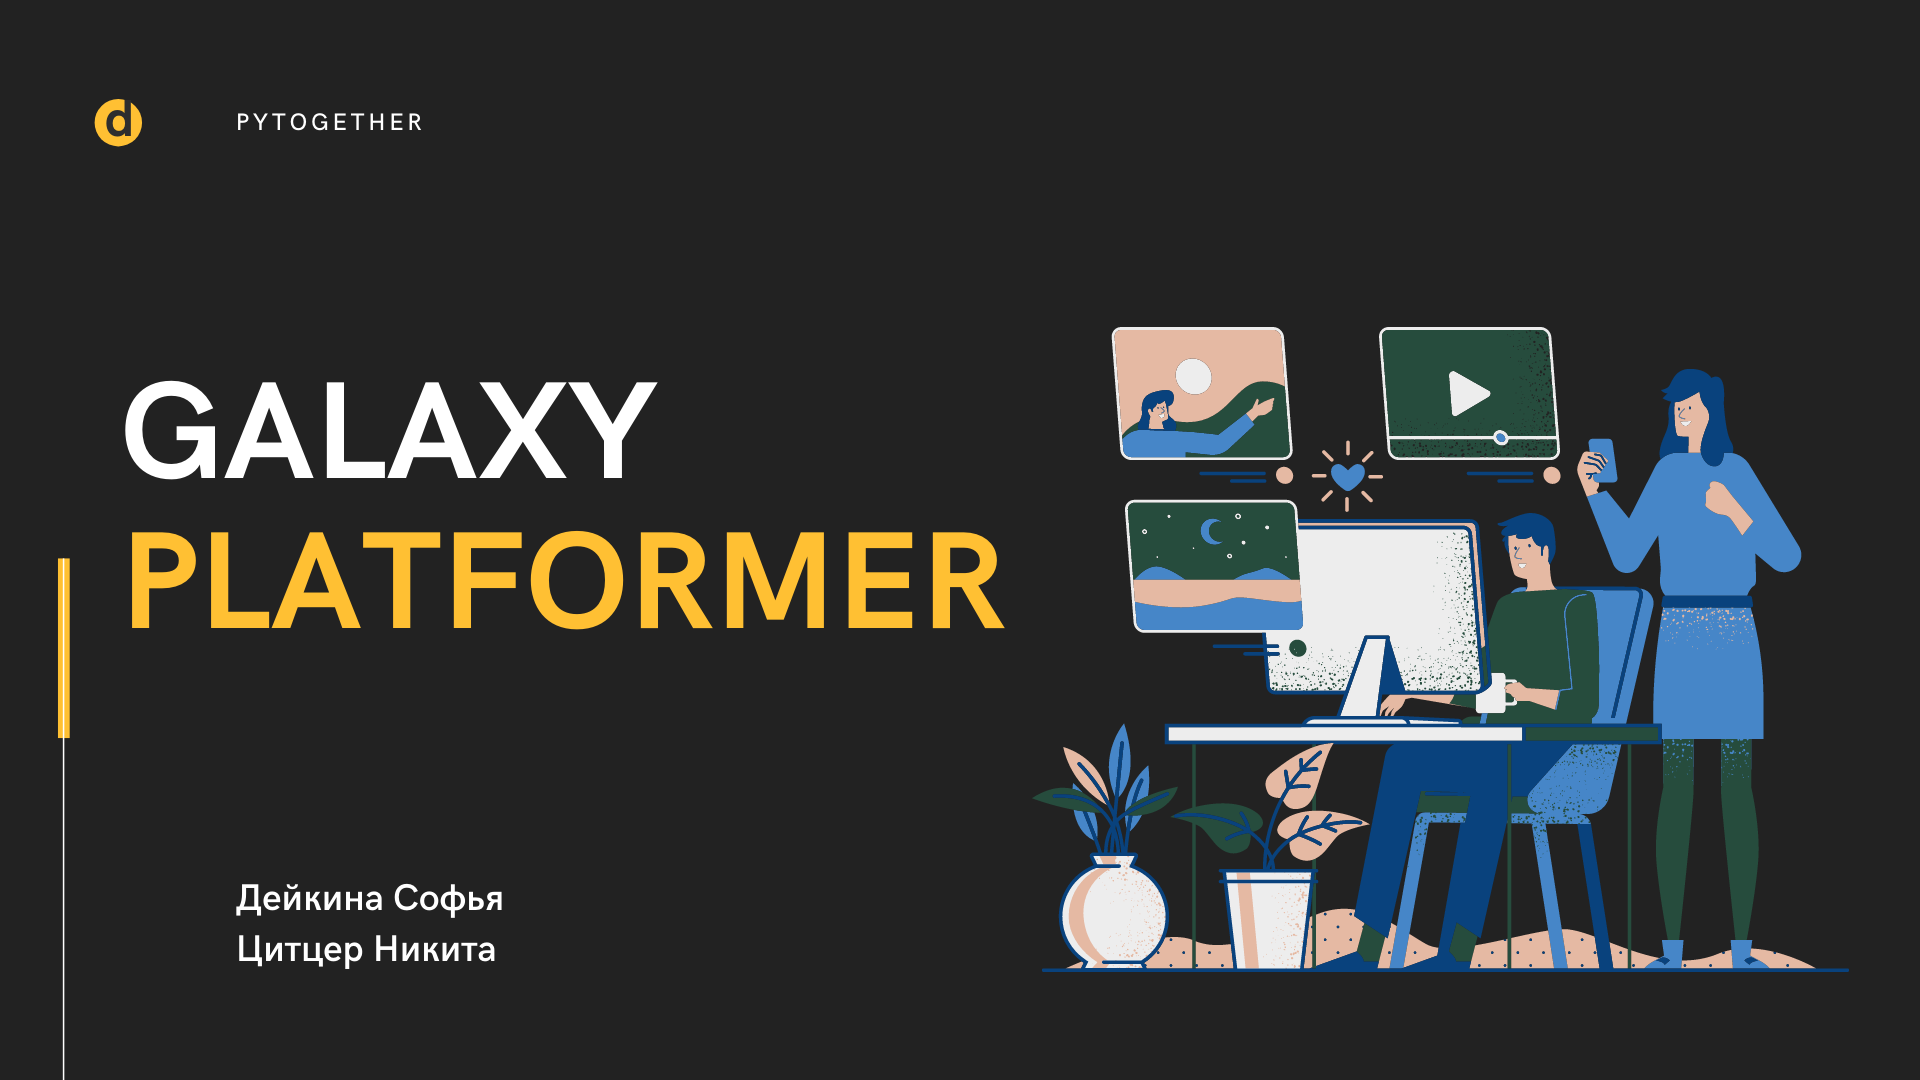 d
PYTOGETHER
GALAXY
PLATFORMER
Дейкина Софья
Цитцер Никита